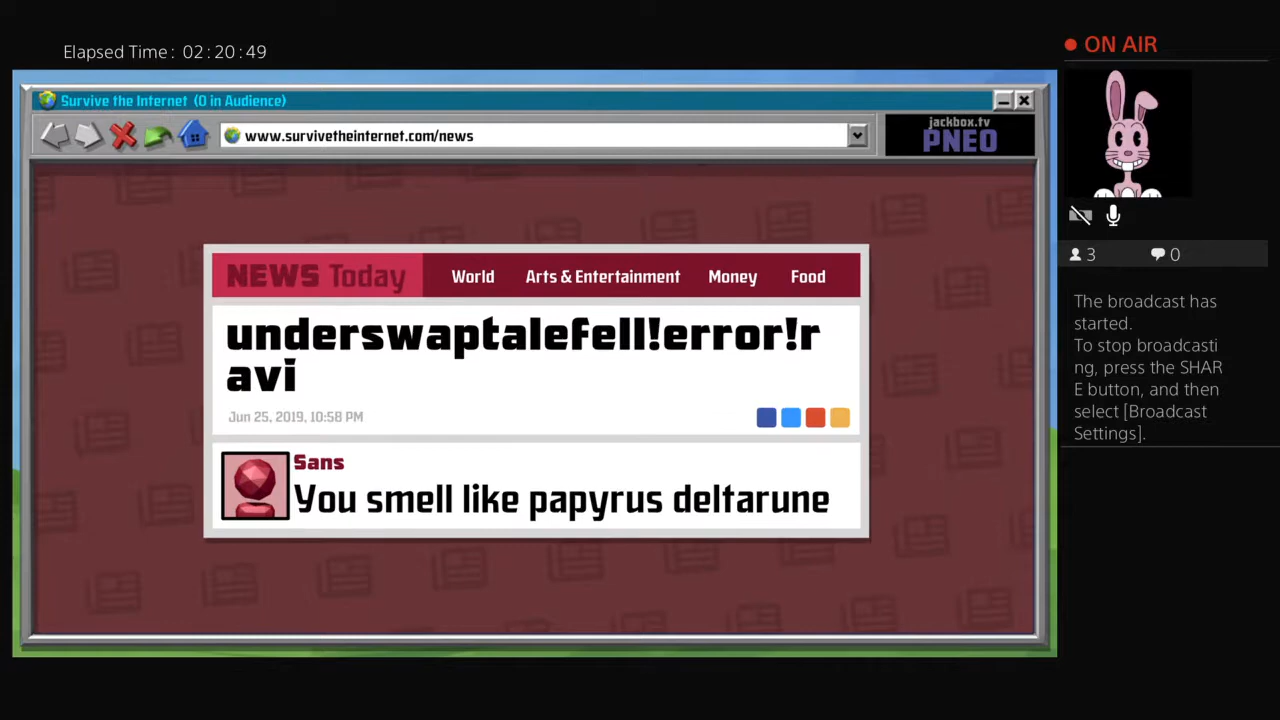 Elapsed Time: 02:20:49
ON AIR
Survive the Internet (0 in Audience)
www.survivetheinternet.com/news
jackbox.tv
PNEO
NEWS Today World Arts & Entertainment Money Food
underswaptalefell!error!r
avi
Jun 25, 2019, 10:58 PM
Sans
You smell like papyrus deltarune
3 0
The broadcast has
started.
To stop broadcasti
ng, press the SHAR
E button, and then
select [Broadcast
Settings].